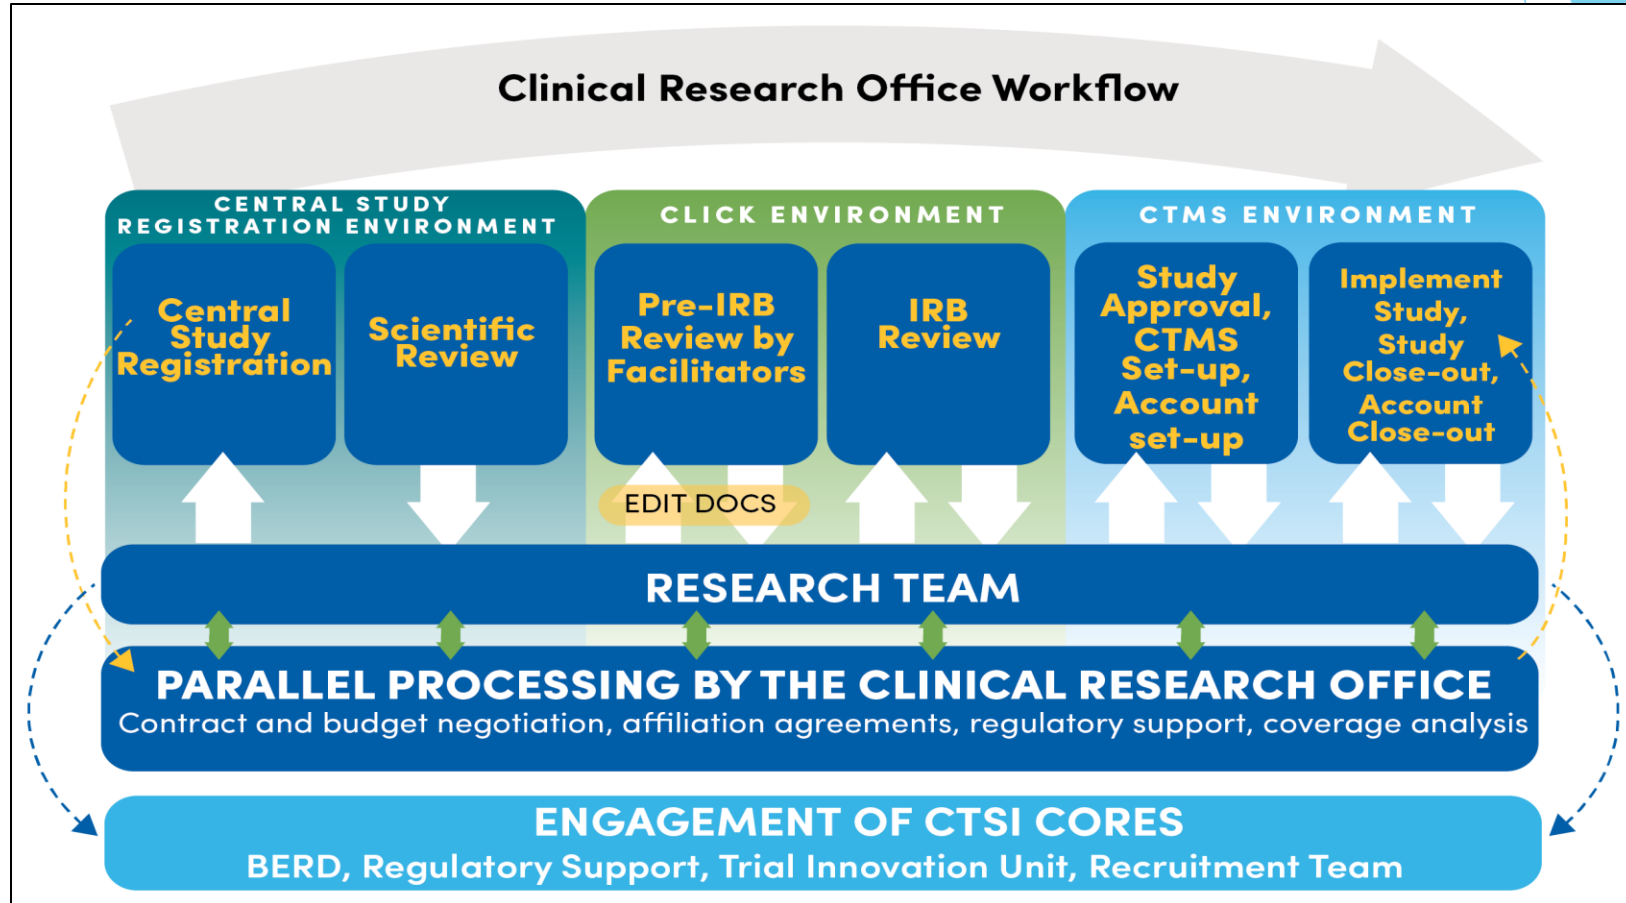 Clinical Research Office Workflow
CENTRAL STUDY
REGISTRATION ENVIRONMENT
Central
Study
Registration
Scientific
Review
CLICK ENVIRONMENT
Pre-IRB
Review by
Facilitators
IRB
Review
CTMS ENVIRONMENT
Study
Approval,
CTMS
Set-up,
Account
set-up
Implement
Study,
Study
Close-out,
Account
Close-out
EDIT DOCS
RESEARCH TEAM
PARALLEL PROCESSING BY THE CLINICAL RESEARCH OFFICE
Contract and budget negotiation, affiliation agreements, regulatory support, coverage analysis
ENGAGEMENT OF CTSI CORES
BERD, Regulatory Support, Trial Innovation Unit, Recruitment Team